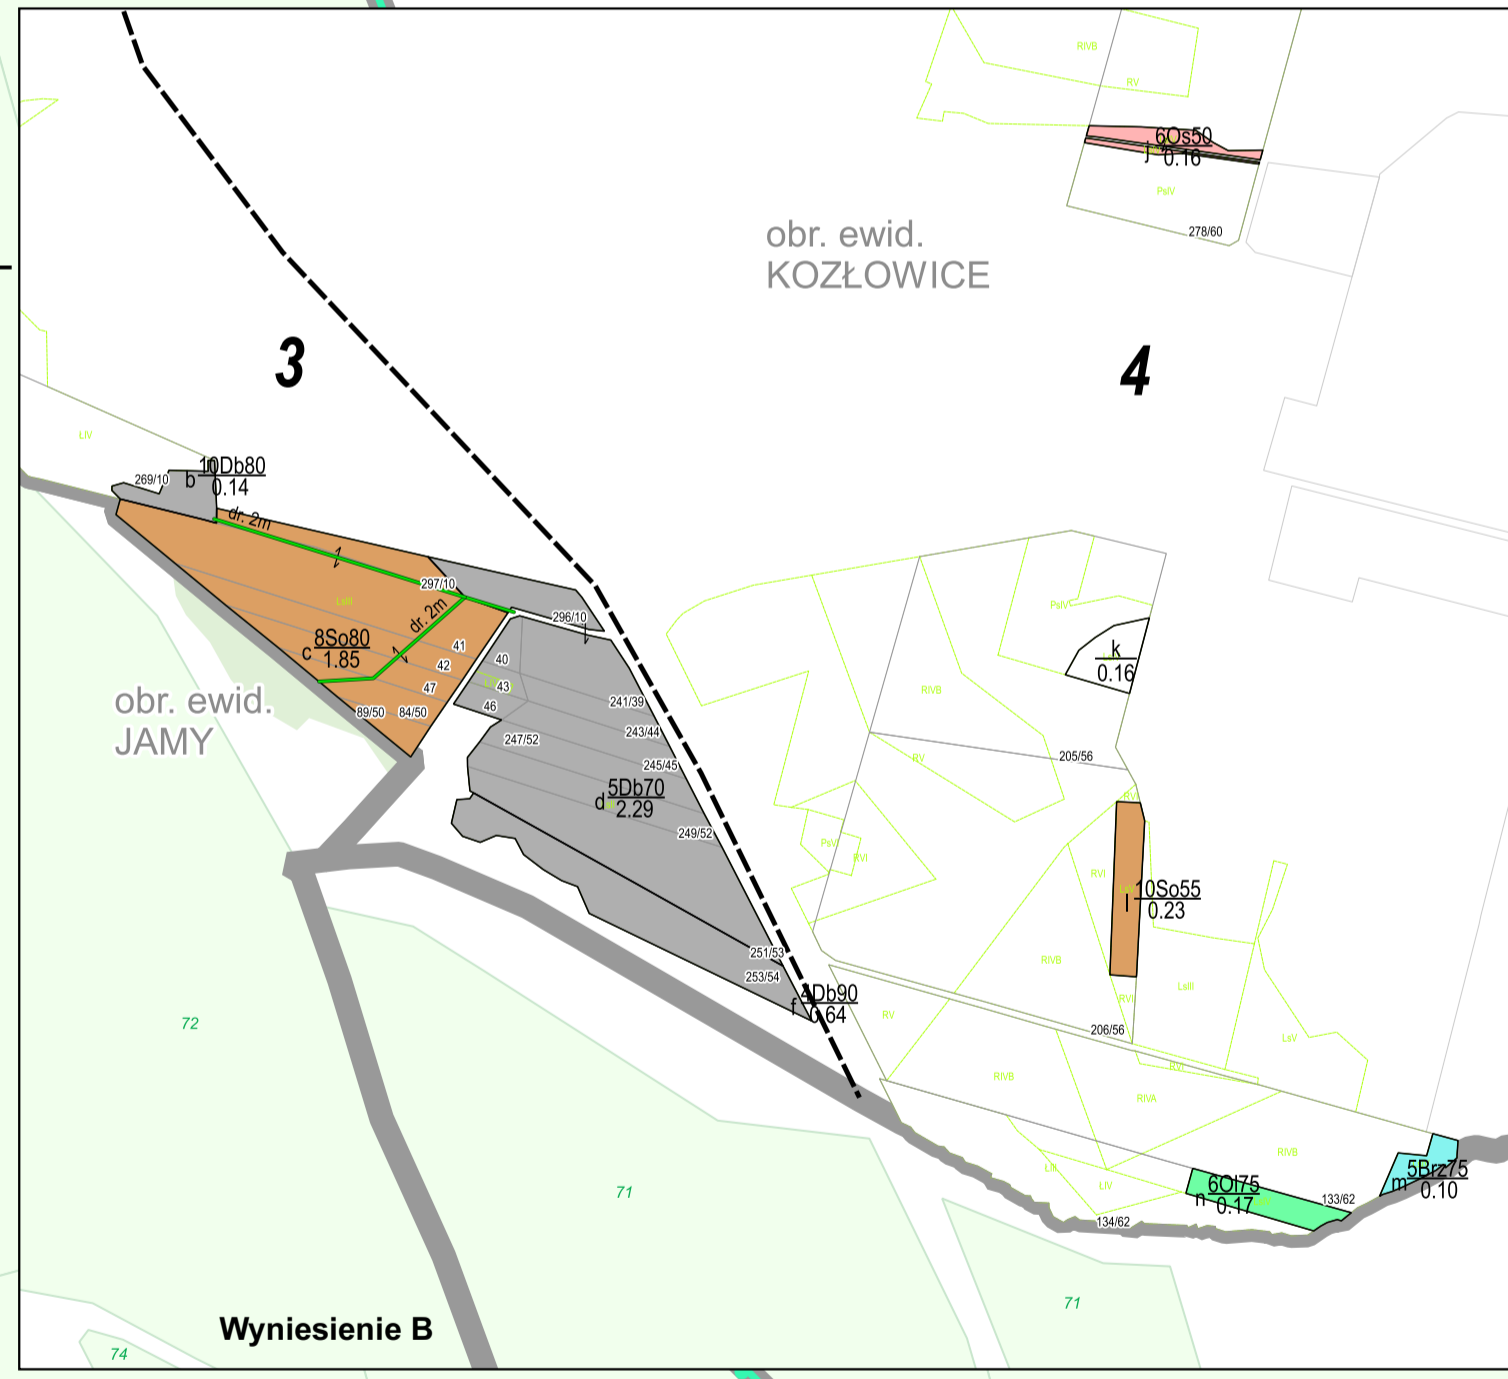 RIVB
RV
6Os50
j 0.16
PsIV
278/60
obr. ewid.
KOZŁOWICE
3
4
ŁIV
269/10
b 10Db80
0.14
dr. 2m
297/10
LsIII
dr. 2m
296/10
c 8So80
1.85
41
42
47
89/50
84/50
40
43
46
247/52
241/39
243/44
245/45
d 5Db70
2.29
249/52
251/53
253/54
f 4Db90
0.64
obr. ewid.
JAMY
PsIV
k
0.16
RIVB
RV
205/56
PsV
RVI
RVI
RVI
l 10So55
0.23
RIVB
RVI
LsIII
RV
206/56
LsV
RVI
RIVB
RIVA
RIVB
ŁIII
ŁIV
n 6Ol75
0.17
133/62
134/62
m 5Brz75
0.10
72
71
71
74
Wyniesienie B